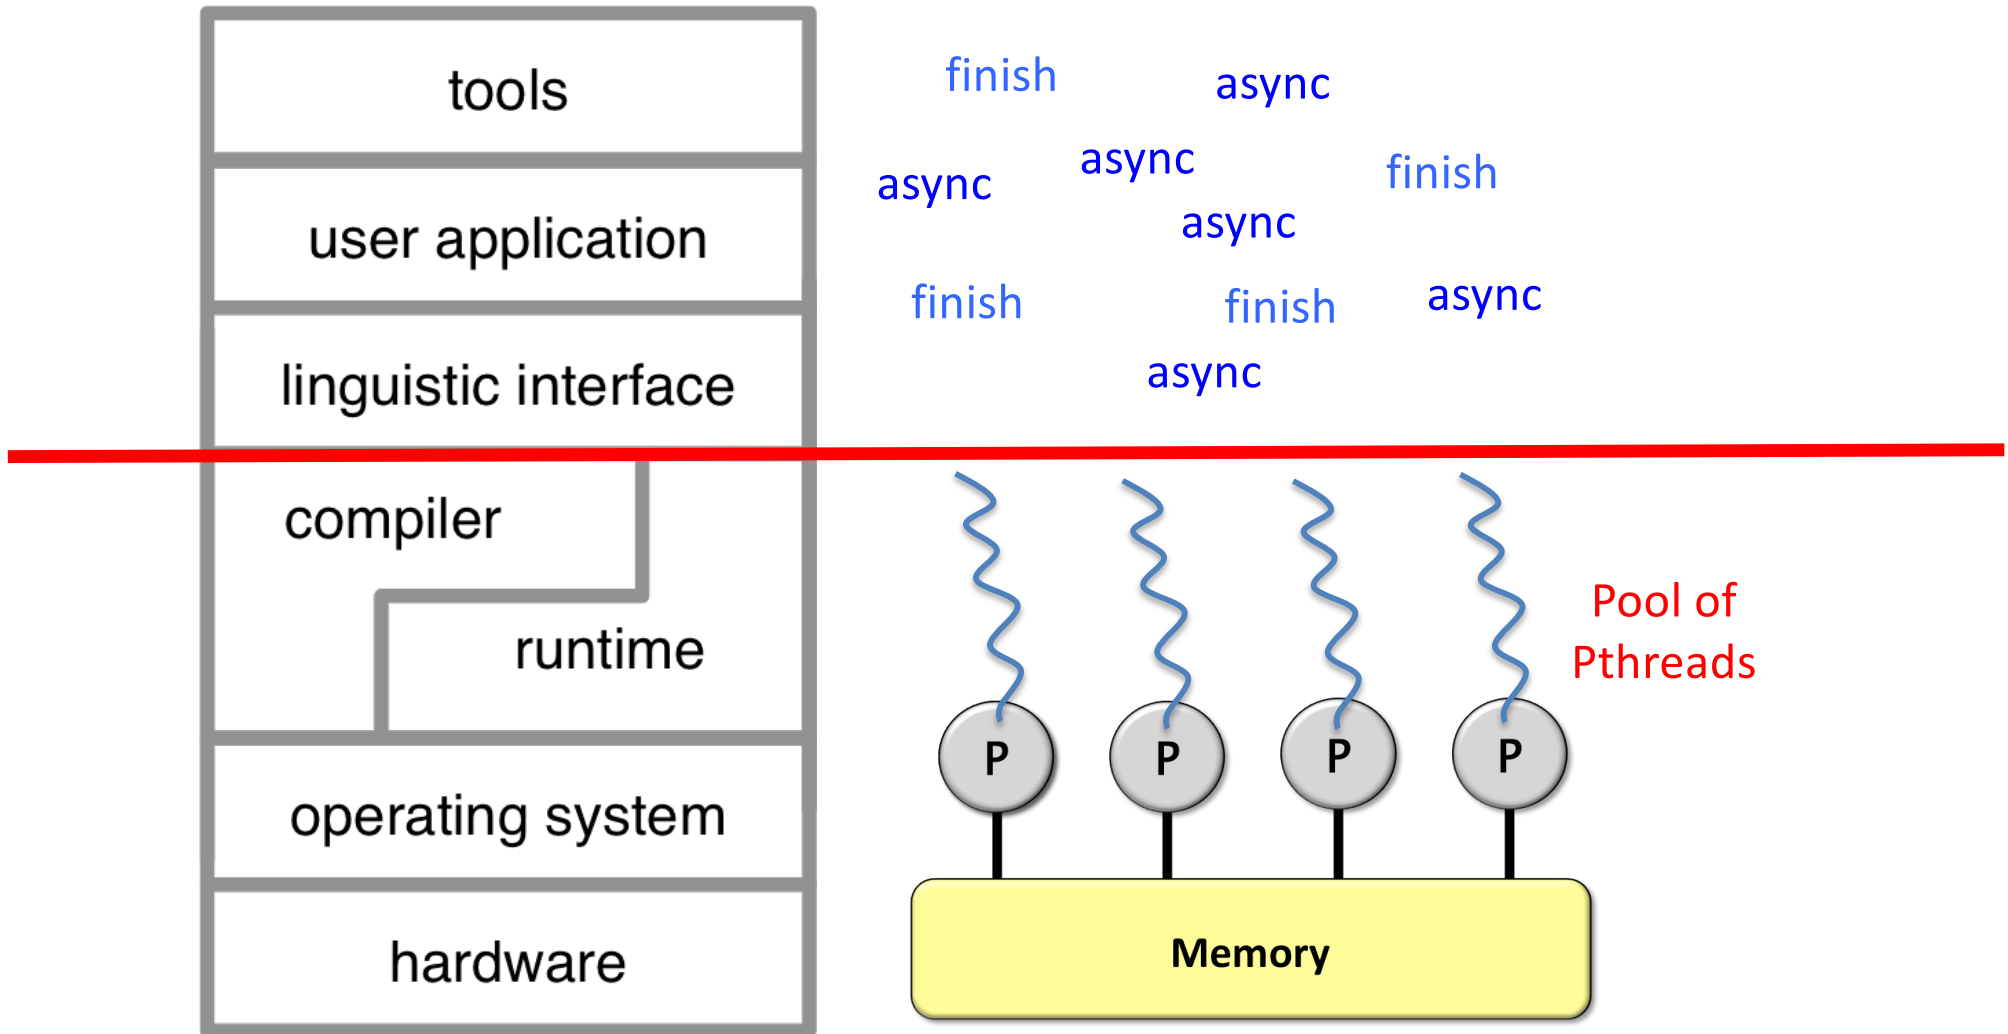 tools
user application
linguistic interface
compiler
runtime
operating system
hardware
finish
async
async
async
finish
async
finish
finish
async
async
Pool of
Pthreads
P
P
P
P
Memory